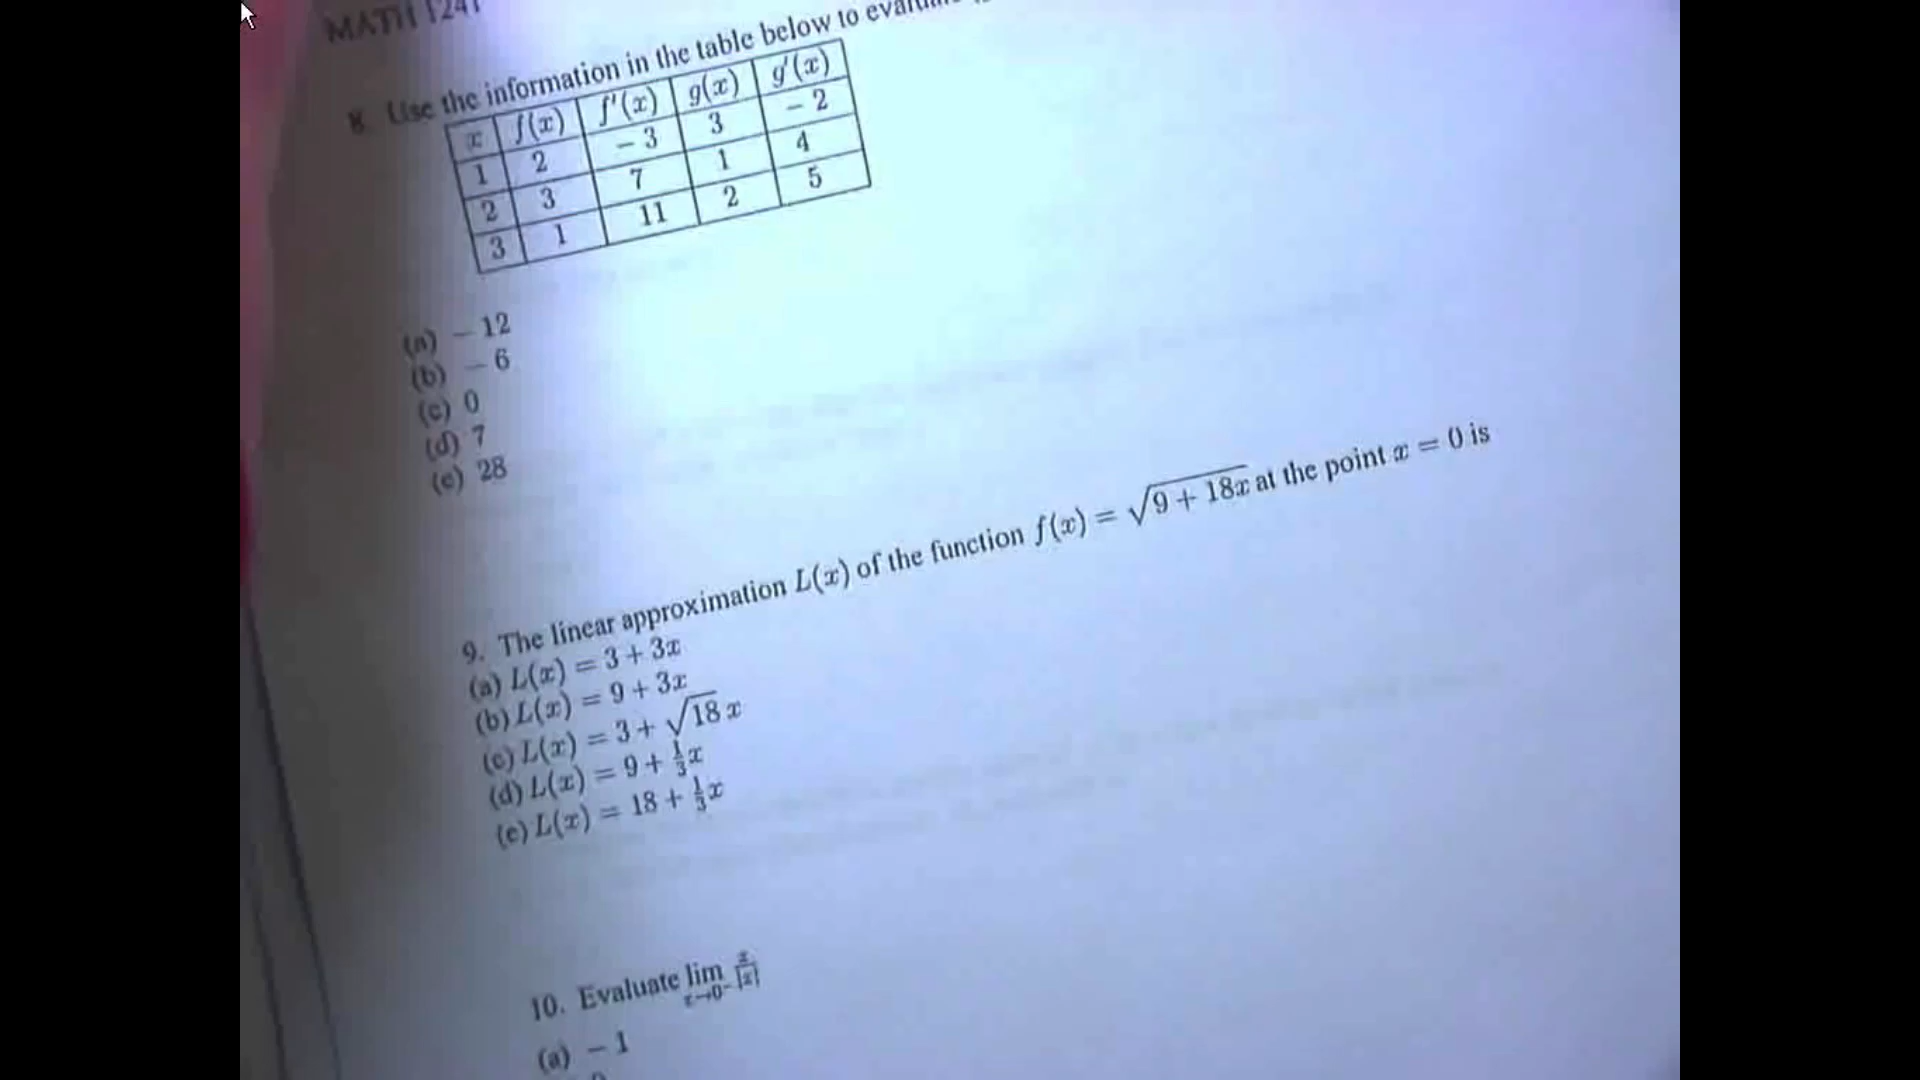 MATH 1241
8. Use the information in the table below to
x f(x) f'(x) g(x) g'(x)
1 2 − 3 3 − 2
2 3 7 1 4
3 1 11 2 5
(a) − 12
(b) − 6
(c) 0
(d) 7
(e) 28
9. The linear approximation L(x) of the function f(x) = √(9 + 18x) at the point x = 0 is
(a) L(x) = 3 + 3x
(b) L(x) = 9 + 3x
(c) L(x) = 3 + √18 x
(d) L(x) = 9 + 1/3 x
(e) L(x) = 18 + 1/3 x
10. Evaluate lim x→0⁻ x/|x|
(a) − 1